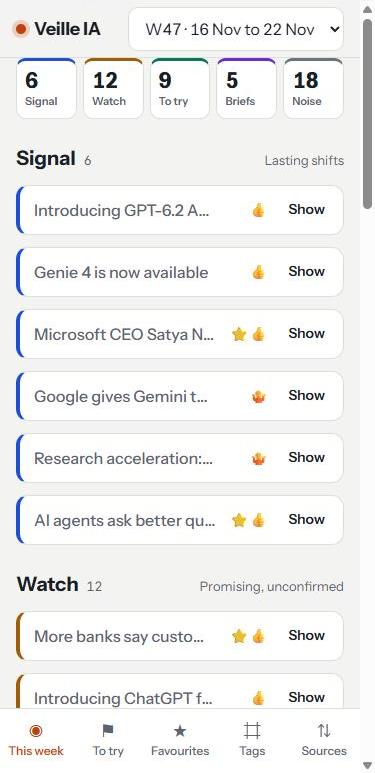 Veille IA
W47 · 16 Nov to 22 Nov
6 Signal
12 Watch
9 To try
5 Briefs
18 Noise
Signal 6 Lasting shifts
Introducing GPT-6.2 A... Show
Genie 4 is now available Show
Microsoft CEO Satya N... Show
Google gives Gemini t... Show
Research acceleration:... Show
AI agents ask better qu... Show
Watch 12 Promising, unconfirmed
More banks say custo... Show
Introducing ChatGPT f... Show
This week
To try
Favourites
Tags
Sources